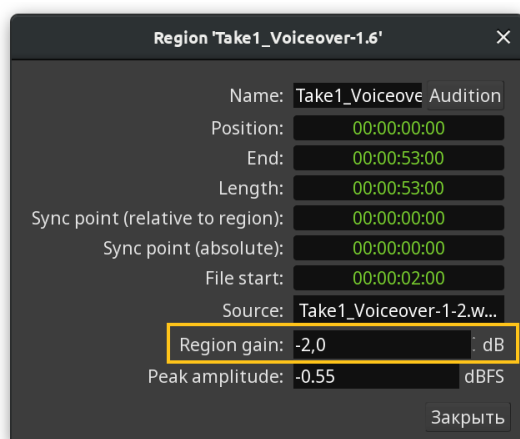 Region 'Take1_Voiceover-1.6'
Name: Take1_Voiceove Audition
Position: 00:00:00:00
End: 00:00:53:00
Length: 00:00:53:00
Sync point (relative to region): 00:00:00:00
Sync point (absolute): 00:00:00:00
File start: 00:00:02:00
Source: Take1_Voiceover-1-2.w...
Region gain: -2,0 dB
Peak amplitude: -0.55 dBFS
Закрыть